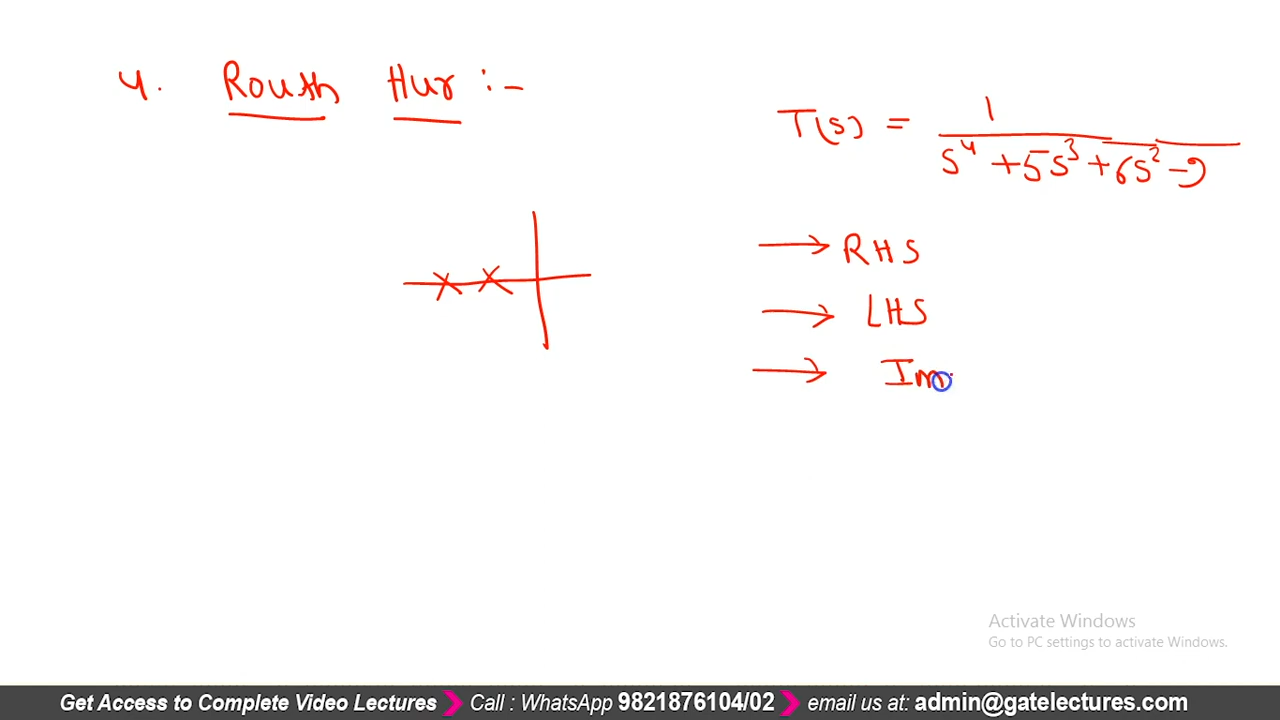 4. Routh Hur :-
T(s) = 1
s⁴ + 5s³ + 6s² - 9
→ RHS
→ LHS
→ Im
Activate Windows
Go to PC settings to activate Windows.
Get Access to Complete Video Lectures Call : WhatsApp 9821876104/02 email us at: admin@gatelectures.com